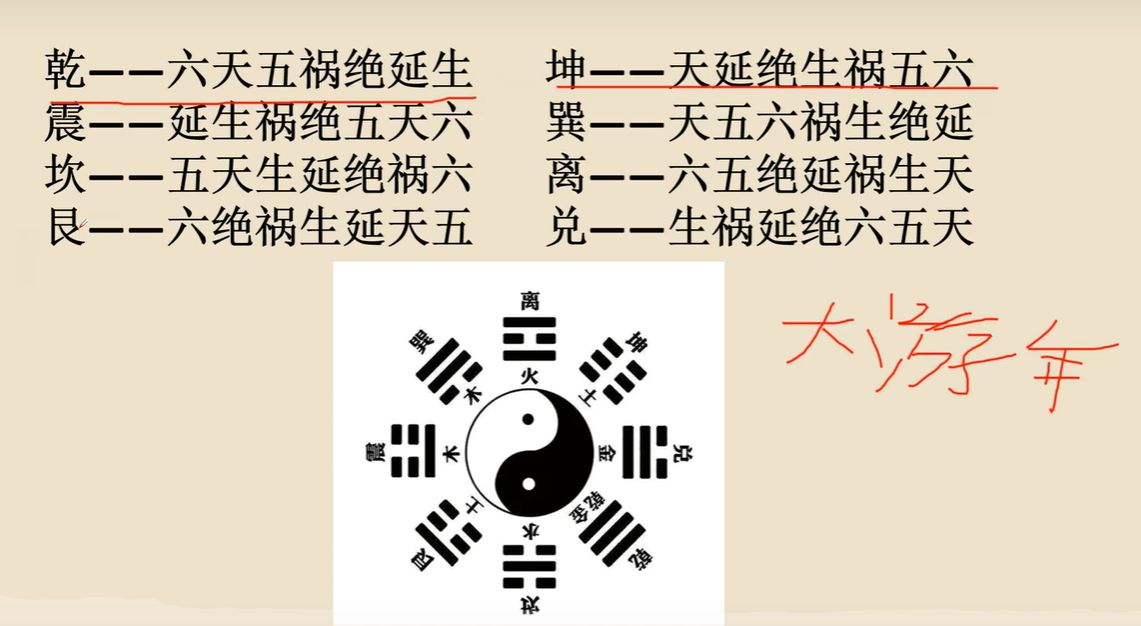 乾——六天五祸绝延生 坤——天延绝生祸五六
震——延生祸绝五天六 巽——天五六祸生绝延
坎——五天生延绝祸六 离——六五绝延祸生天
艮——六绝祸生延天五 兑——生祸延绝六五天
大游年
离
火
巽 木
坤 土
震 木
金 兑
艮 土
乾金 乾
水
坎